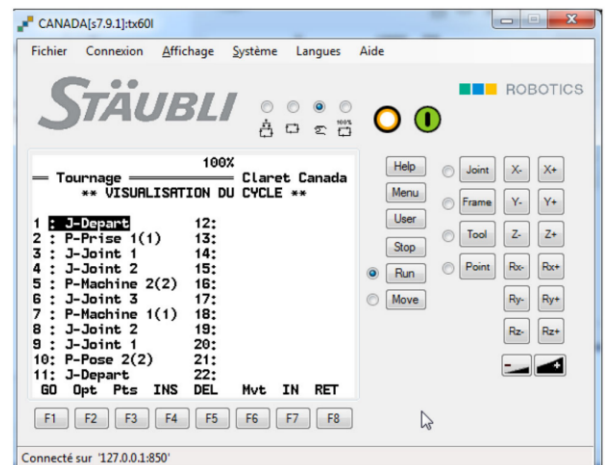 CANADA[s7.9.1]:tx60l
Fichier Connexion Affichage Système Langues Aide
STÄUBLI
ROBOTICS
100%
100%
Tournage Claret Canada
** VISUALISATION DU CYCLE **
1 : J-Depart 12:
2 : P-Prise 1(1) 13:
3 : J-Joint 1 14:
4 : J-Joint 2 15:
5 : P-Machine 2(2) 16:
6 : J-Joint 3 17:
7 : P-Machine 1(1) 18:
8 : J-Joint 2 19:
9 : J-Joint 1 20:
10: P-Pose 2(2) 21:
11: J-Depart 22:
GO Opt Pts INS DEL Mvt IN RET
F1 F2 F3 F4 F5 F6 F7 F8
Help Joint X- X+
Menu Frame Y- Y+
User
Stop Tool Z- Z+
Run Point Rx- Rx+
Move Ry- Ry+
Rz- Rz+
- +
Connecté sur '127.0.0.1:850'